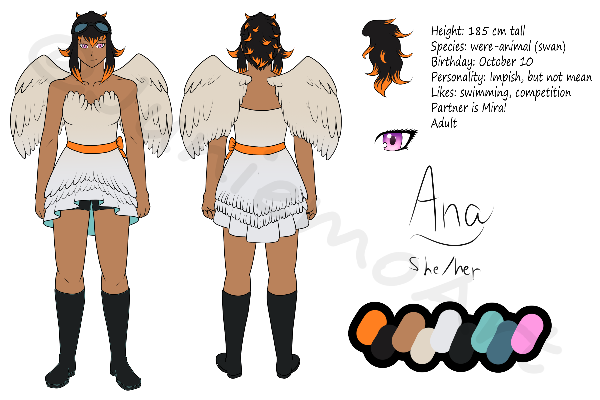 Height: 185 cm tall
Species: were-animal (swan)
Birthday: October 10
Personality: Impish, but not mean
Likes: swimming, competition
Partner is Mira!
Adult
Ana
She/her